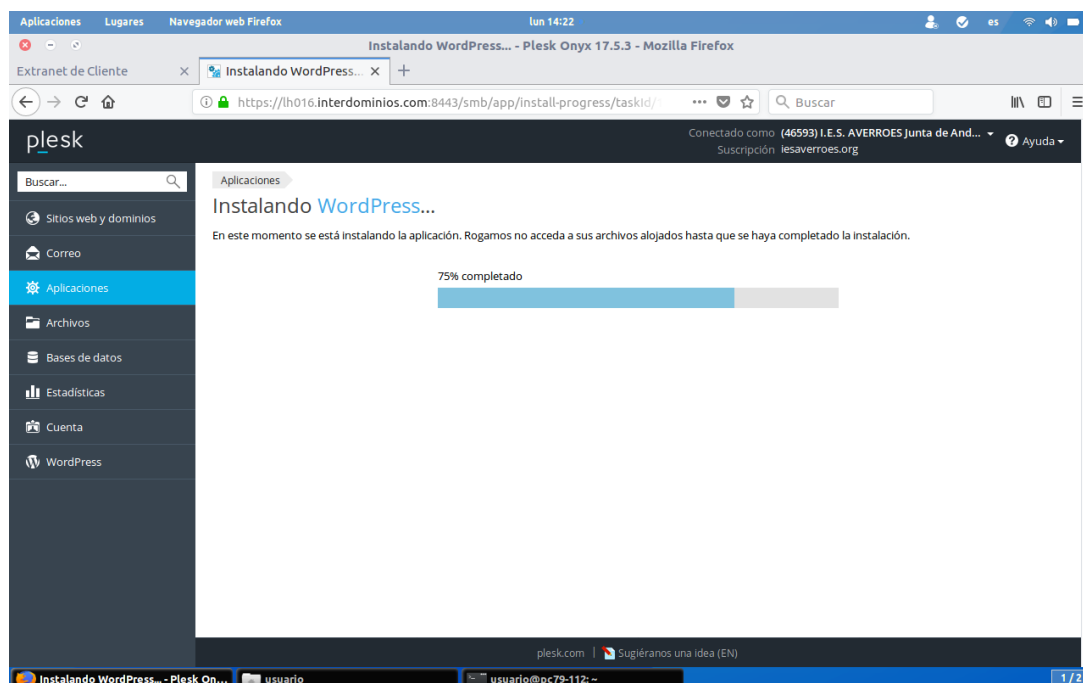 Aplicaciones Lugares Navegador web Firefox lun 14:22 es
Instalando WordPress... - Plesk Onyx 17.5.3 - Mozilla Firefox
Extranet de Cliente Instalando WordPress...
https://lh016.interdominios.com:8443/smb/app/install-progress/taskId/ Buscar
plesk
Conectado como (46593) I.E.S. AVERROES Junta de And...
Suscripción iesaverroes.org
Ayuda
Buscar...
Sitios web y dominios
Correo
Aplicaciones
Archivos
Bases de datos
Estadísticas
Cuenta
WordPress
Aplicaciones
Instalando WordPress...
En este momento se está instalando la aplicación. Rogamos no acceda a sus archivos alojados hasta que se haya completado la instalación.
75% completado
plesk.com | Sugiéranos una idea (EN)
Instalando WordPress... - Plesk On... usuario usuario@pc79-112: ~ 1/2